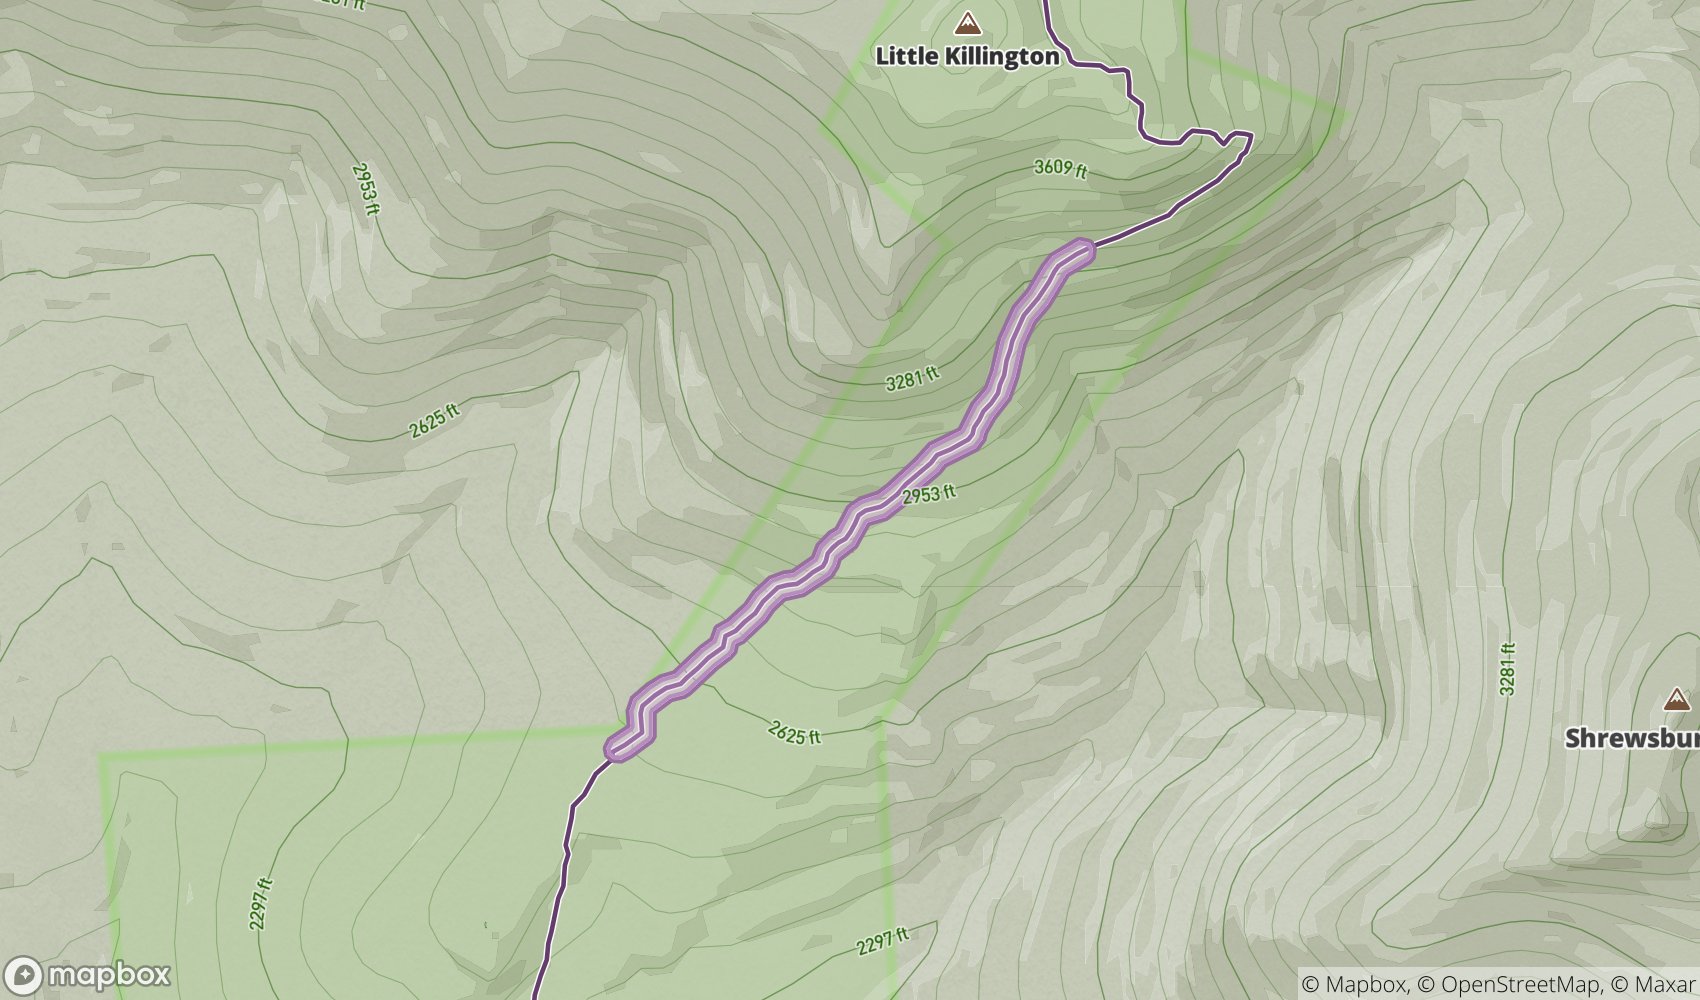 Little Killington
3609 ft
2953 ft
3281 ft
2625 ft
2953 ft
3281 ft
Shrewsbur
2625 ft
2297 ft
2297 ft
mapbox
© Mapbox, © OpenStreetMap, © Maxar